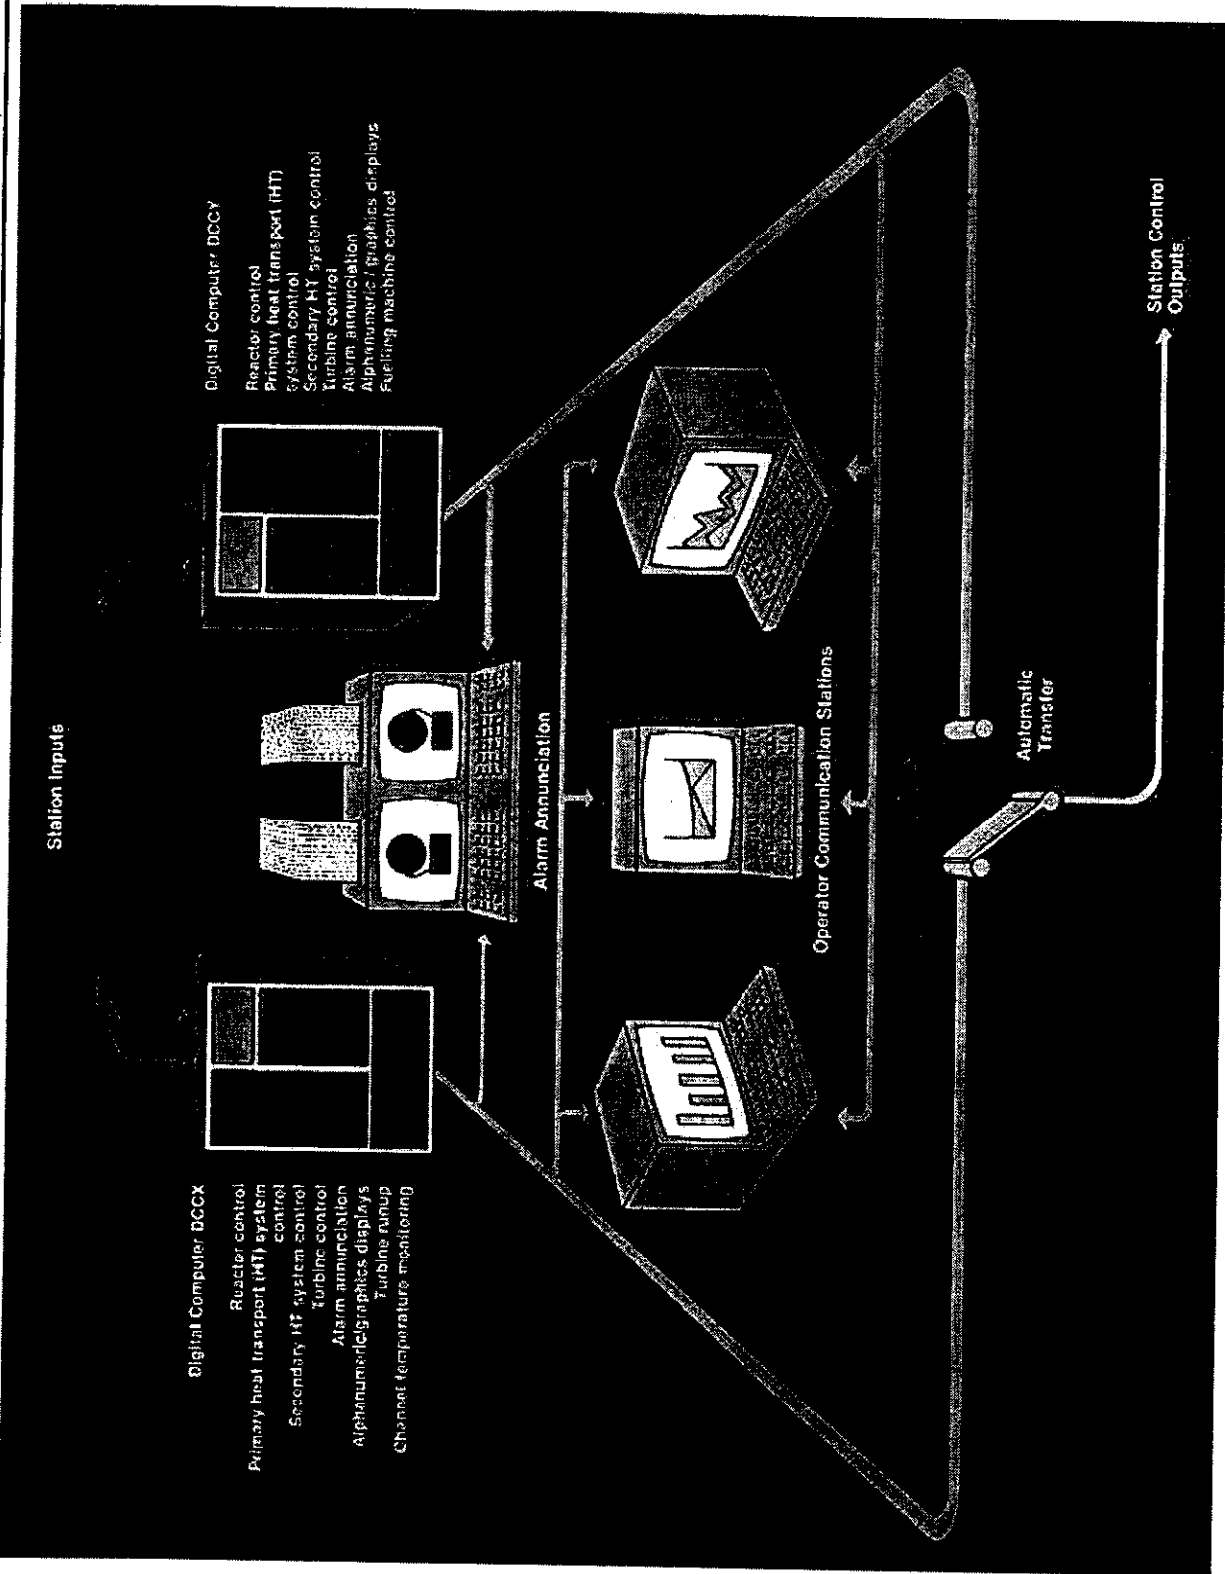 Station Inputs
Digital Computer DCCX
Reactor control
Primary heat transport (HT) system
control
Secondary HT system control
Turbine control
Alarm annunciation
Alphanumeric/graphics displays
Turbine runup
Channel temperature monitoring
Digital Computer DCCY
Reactor control
Primary heat transport (HT)
system control
Secondary HT system control
Turbine control
Alarm annunciation
Alphanumeric / graphics displays
Fuelling machine control
Alarm Annunciation
Operator Communication Stations
Automatic
Transfer
Station Control
Outputs